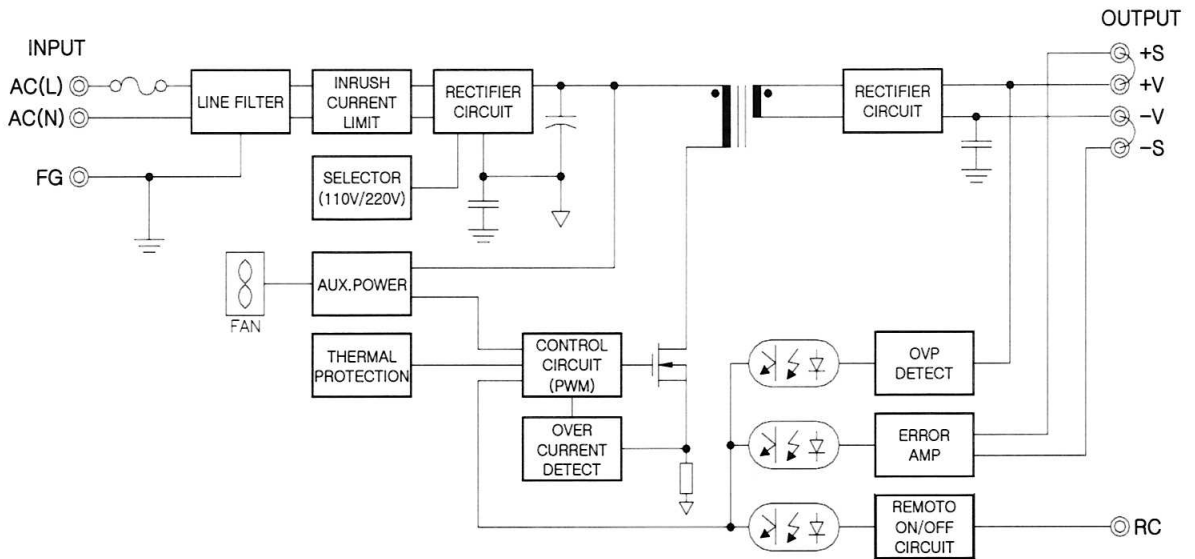 OUTPUT
INPUT
+S
AC(L)
LINE FILTER
INRUSH
CURRENT
LIMIT
RECTIFIER
CIRCUIT
RECTIFIER
CIRCUIT
+V
AC(N)
-V
-S
FG
SELECTOR
(110V/220V)
AUX.POWER
FAN
THERMAL
PROTECTION
CONTROL
CIRCUIT
(PWM)
OVP
DETECT
OVER
CURRENT
DETECT
ERROR
AMP
REMOTO
ON/OFF
CIRCUIT
RC